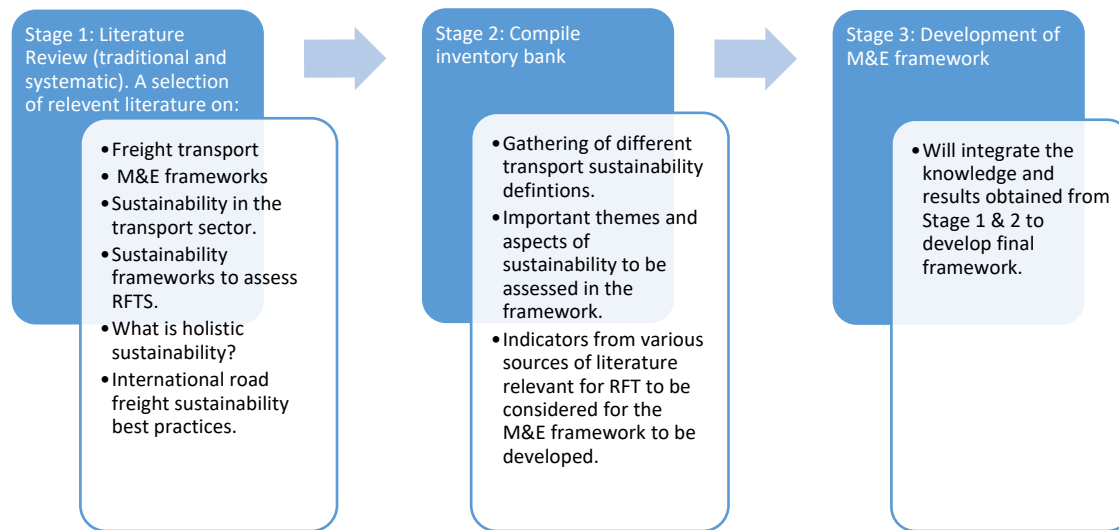 Stage 1: Literature
Review (traditional and
systematic). A selection
of relevent literature on:
•Freight transport
• M&E frameworks
•Sustainability in the
transport sector.
•Sustainability
frameworks to assess
RFTS.
•What is holistic
sustainability?
•International road
freight sustainability
best practices.
Stage 2: Compile
inventory bank
•Gathering of different
transport sustainability
defintions.
•Important themes and
aspects of
sustainability to be
assessed in the
framework.
•Indicators from various
sources of literature
relevant for RFT to be
considered for the
M&E framework to be
developed.
Stage 3: Development of
M&E framework
•Will integrate the
knowledge and
results obtained from
Stage 1 & 2 to
develop final
framework.